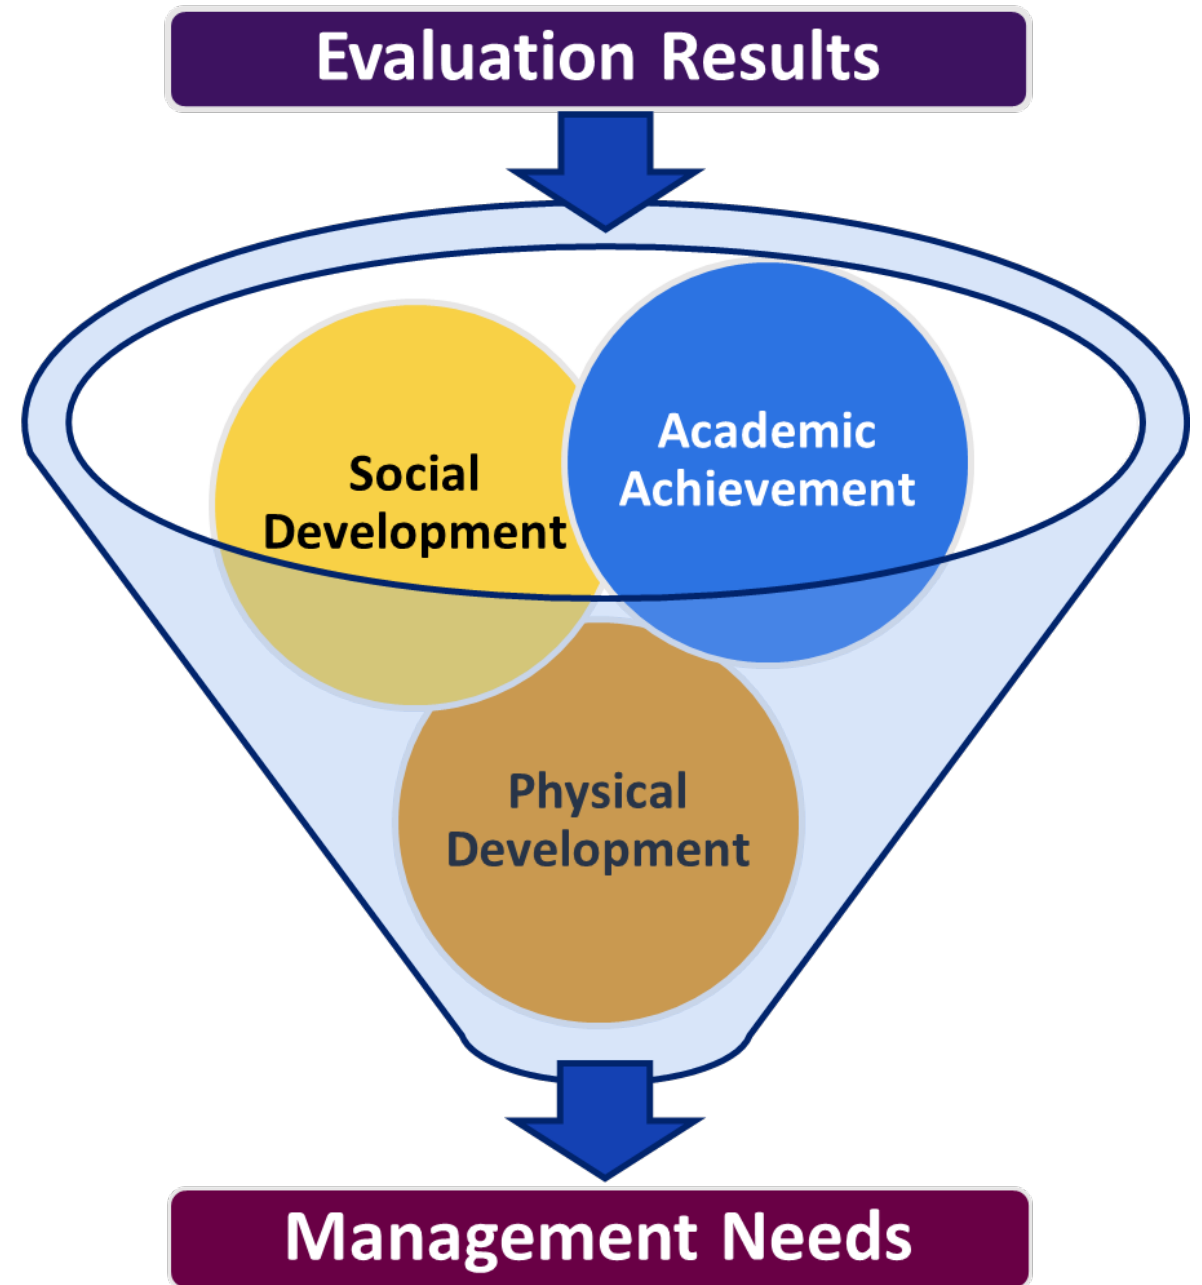 Evaluation Results
Social
Development
Academic
Achievement
Physical
Development
Management Needs